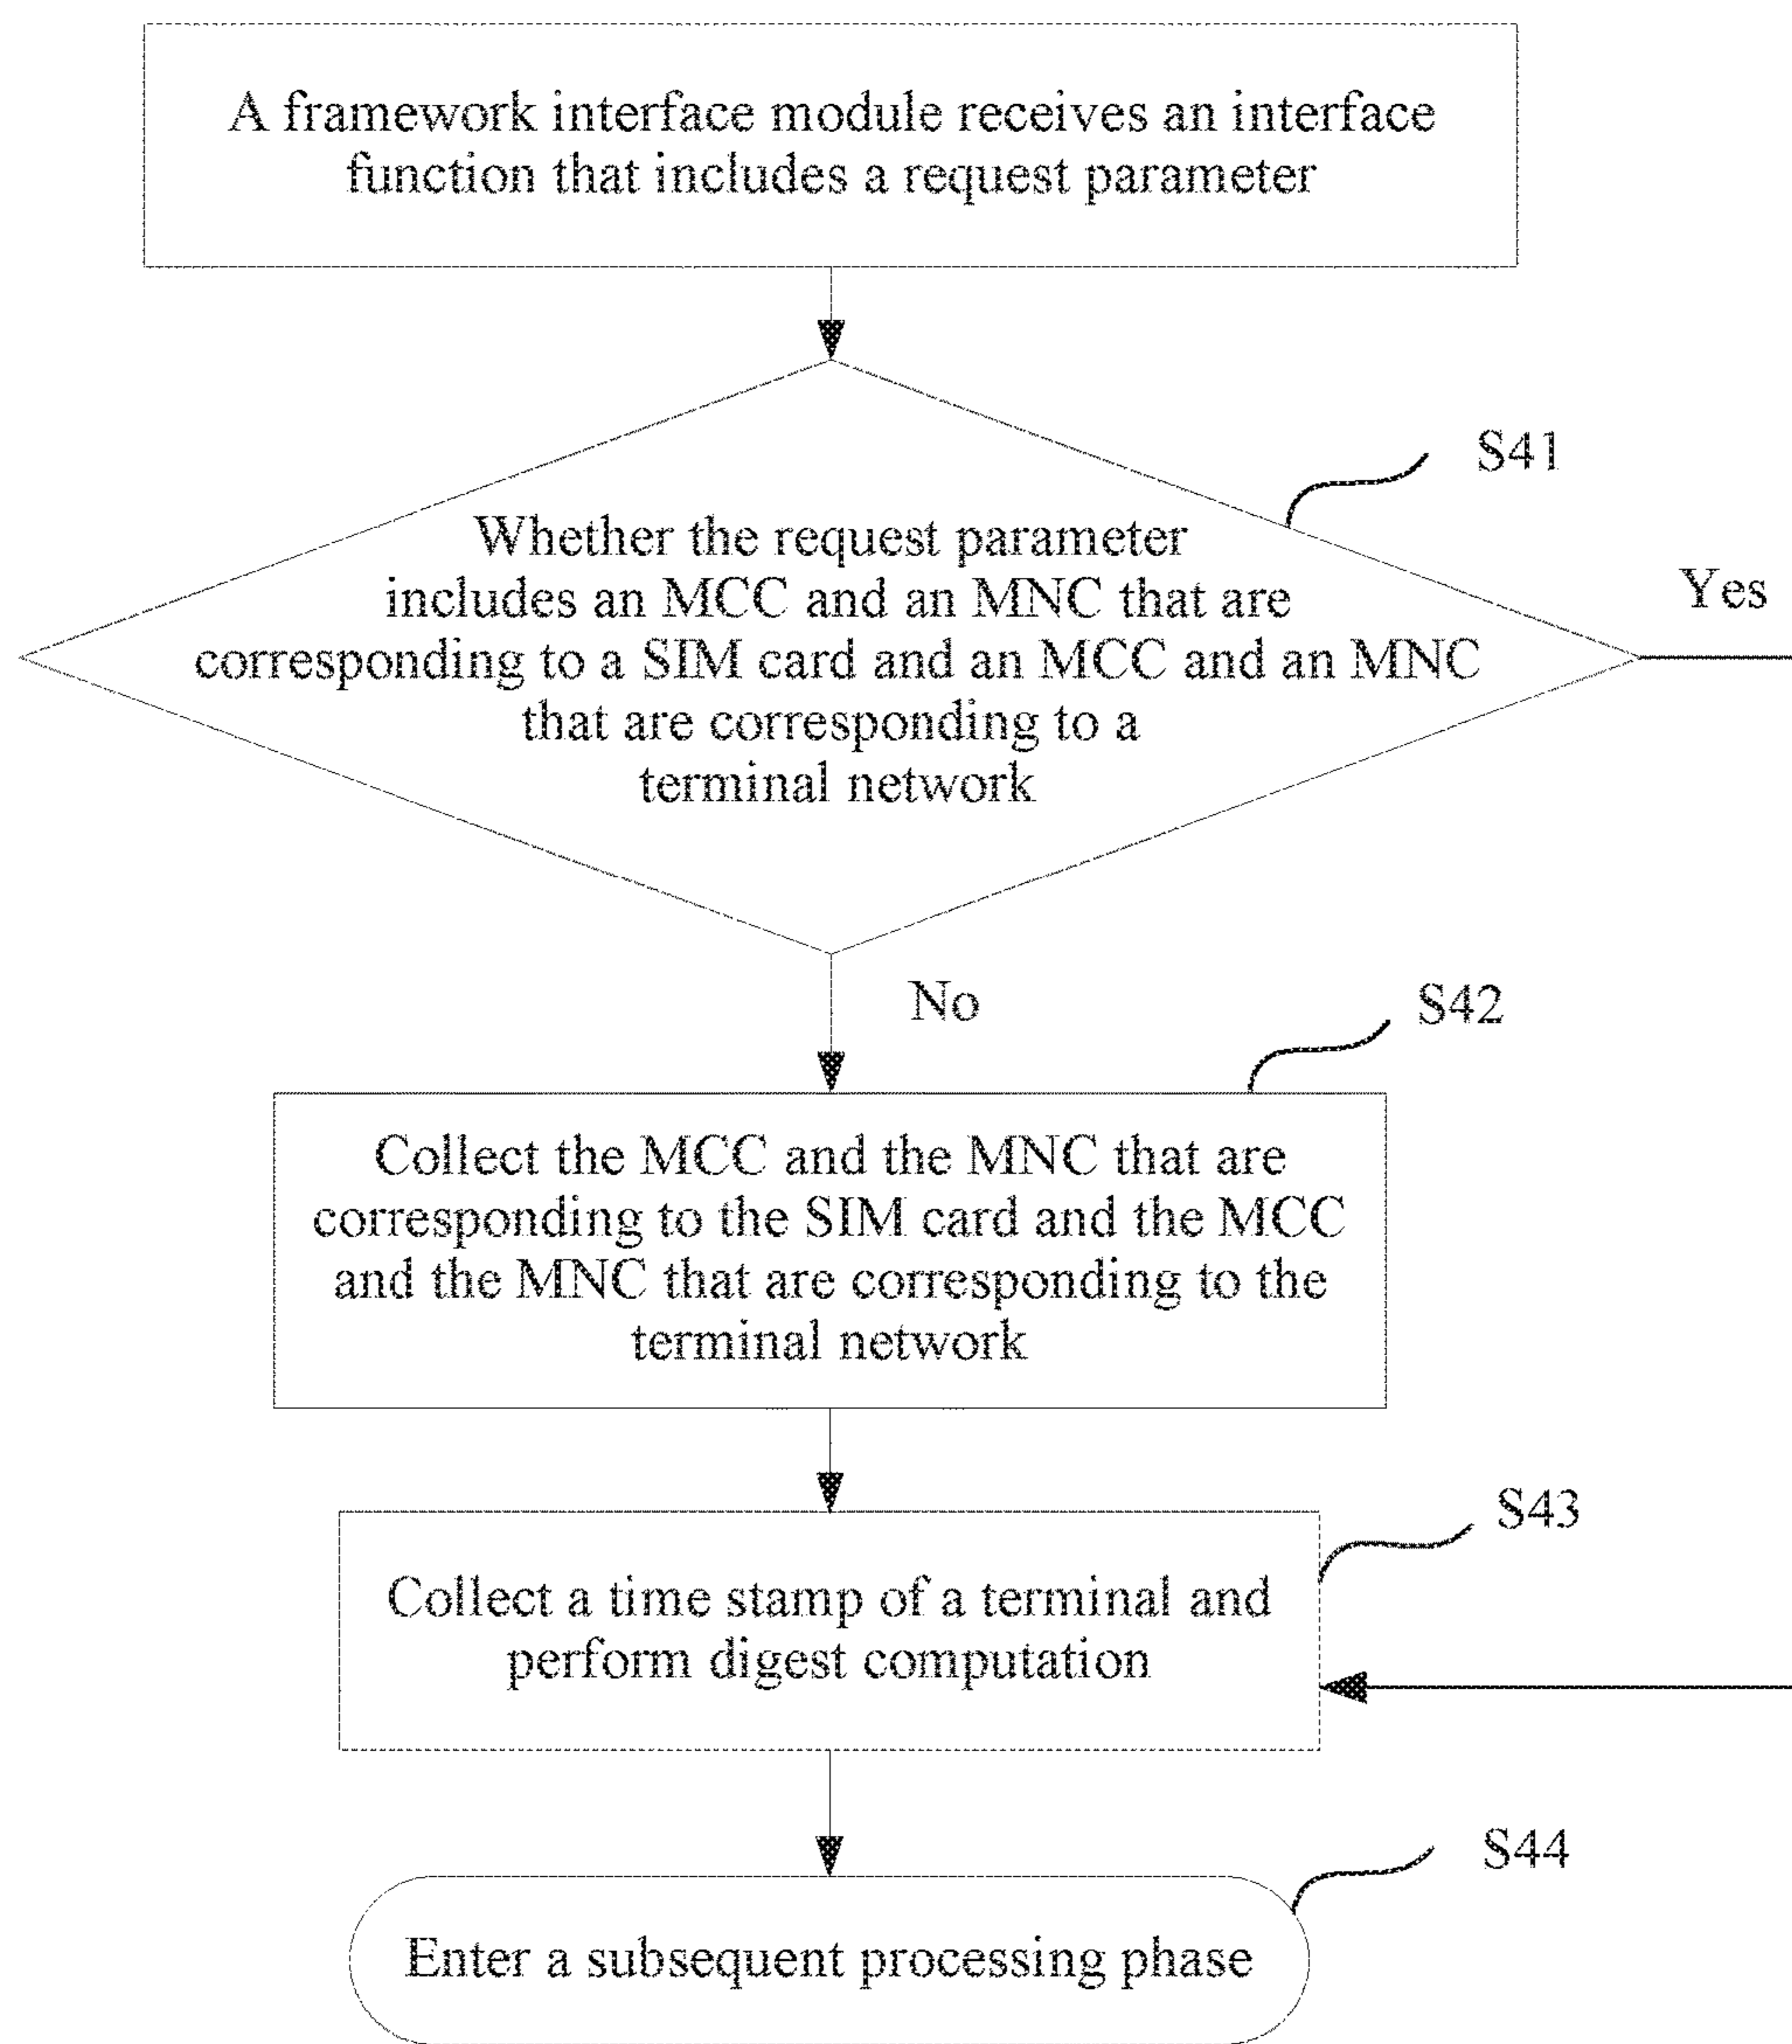 A framework interface module receives an interface
function that includes a request parameter
S41
Whether the request parameter
includes an MCC and an MNC that are
corresponding to a SIM card and an MCC and an MNC
that are corresponding to a
terminal network
Yes
No
S42
Collect the MCC and the MNC that are
corresponding to the SIM card and the MCC
and the MNC that are corresponding to the
terminal network
S43
Collect a time stamp of a terminal and
perform digest computation
S44
Enter a subsequent processing phase